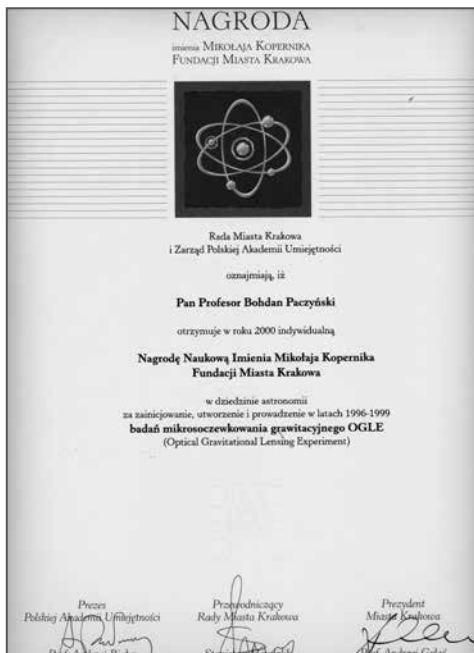 NAGRODA
imienia MIKOŁAJA KOPERNIKA
FUNDACJI MIASTA KRAKOWA
Rada Miasta Krakowa
i Zarząd Polskiej Akademii Umiejętności
oznajmiają, iż
Pan Profesor Bohdan Paczyński
otrzymuje w roku 2000 indywidualną
Nagrodę Naukową Imienia Mikołaja Kopernika
Fundacji Miasta Krakowa
w dziedzinie astronomii
za zainicjowanie, utworzenie i prowadzenie w latach 1996-1999
badań mikrosoczewkowania grawitacyjnego OGLE
(Optical Gravitational Lensing Experiment)
Prezes
Polskiej Akademii Umiejętności
Przewodniczący
Rady Miasta Krakowa
Prezydent
Miasta Krakowa